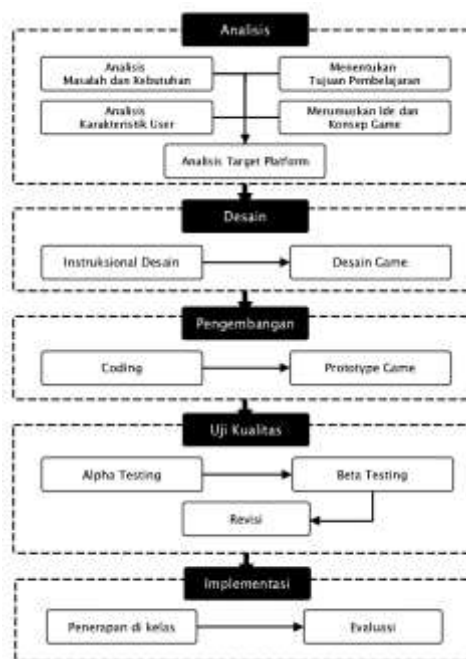 Analisis
Analisis
Masalah dan Kebutuhan
Menentukan
Tujuan Pembelajaran
Analisis
Karakteristik User
Merumuskan Ide dan
Konsep Game
Analisis Target Platform
Desain
Instruksional Desain
Desain Game
Pengembangan
Coding
Prototype Game
Uji Kualitas
Alpha Testing
Beta Testing
Revisi
Implementasi
Penerapan di kelas
Evaluasi